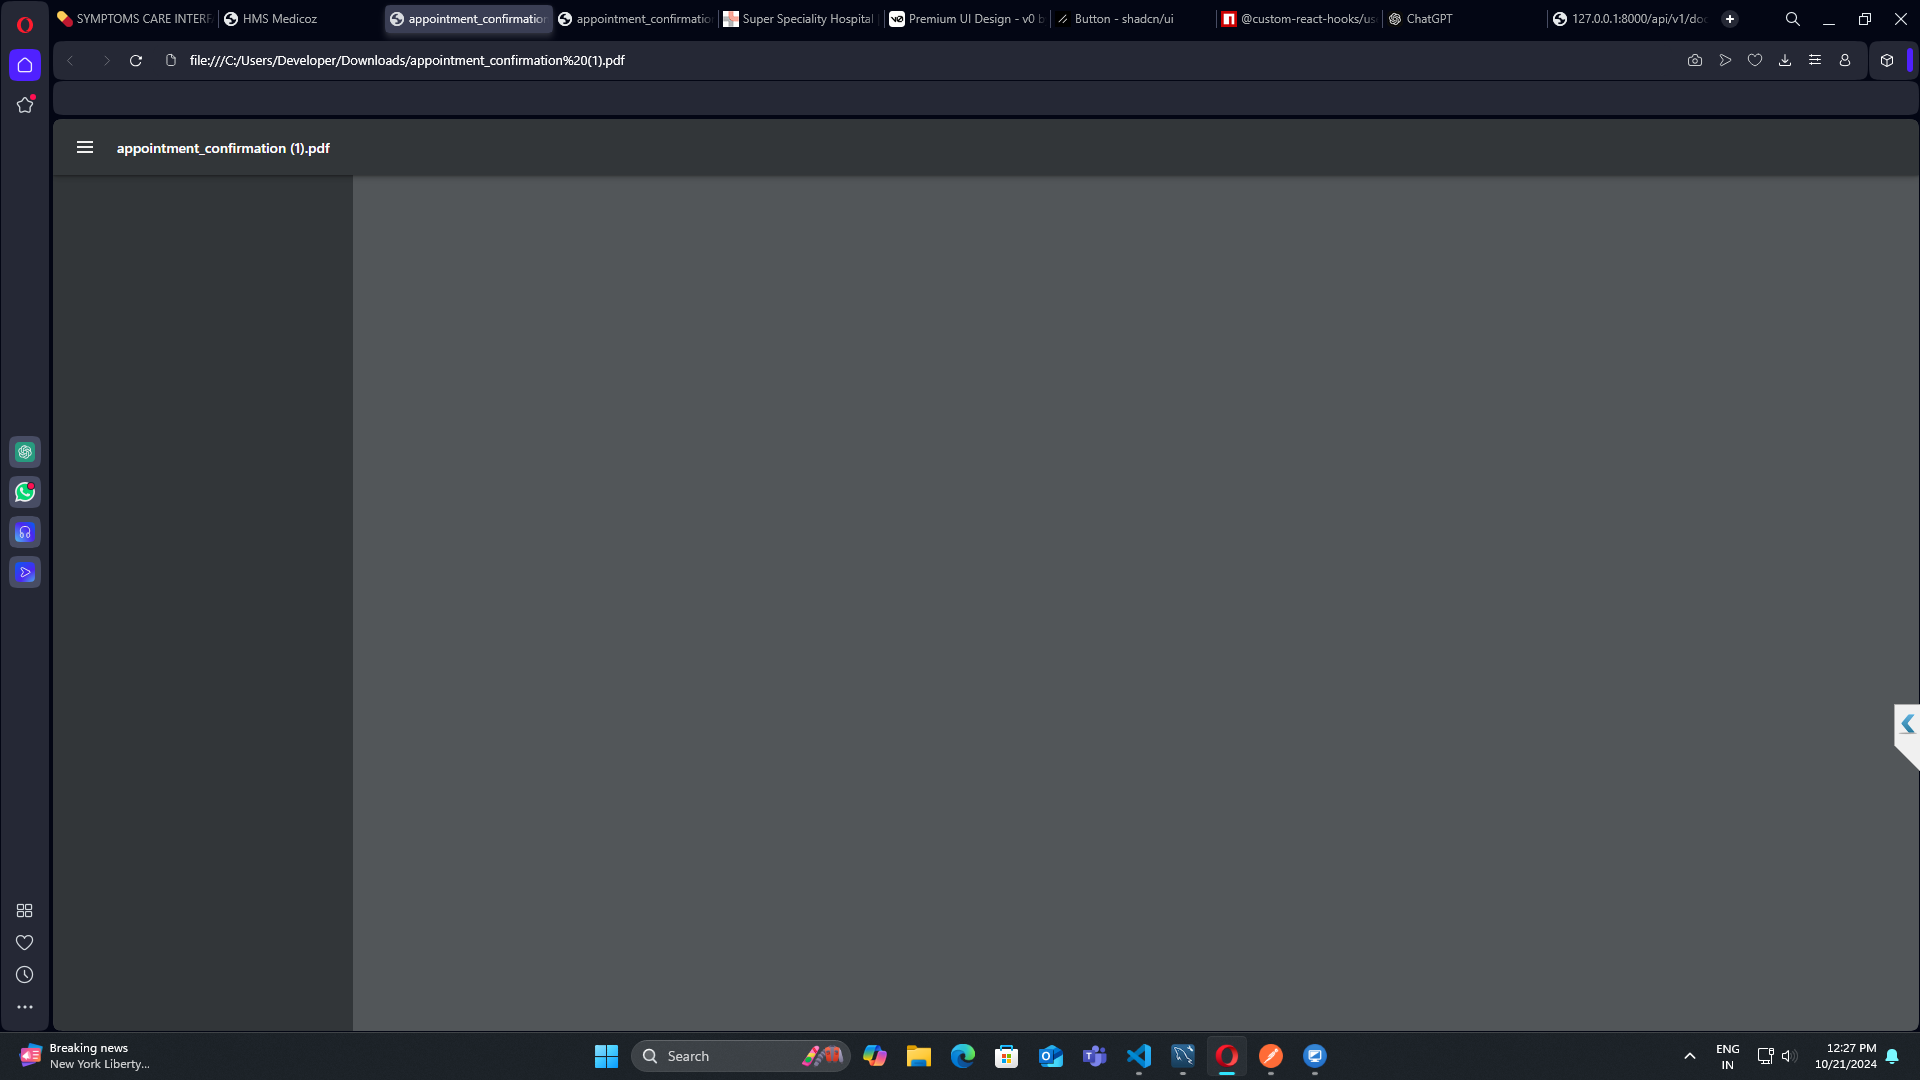 SYMPTOMS CARE INTERF
HMS Medicoz
appointment_confirmation
appointment_confirmatio
Super Speciality Hospital
Premium UI Design - v0 b
Button - shadcn/ui
@custom-react-hooks/us
ChatGPT
127.0.0.1:8000/api/v1/do
file:///C:/Users/Developer/Downloads/appointment_confirmation%20(1).pdf
appointment_confirmation (1).pdf
Breaking news
New York Liberty...
Search
ENG
IN
12:27 PM
10/21/2024